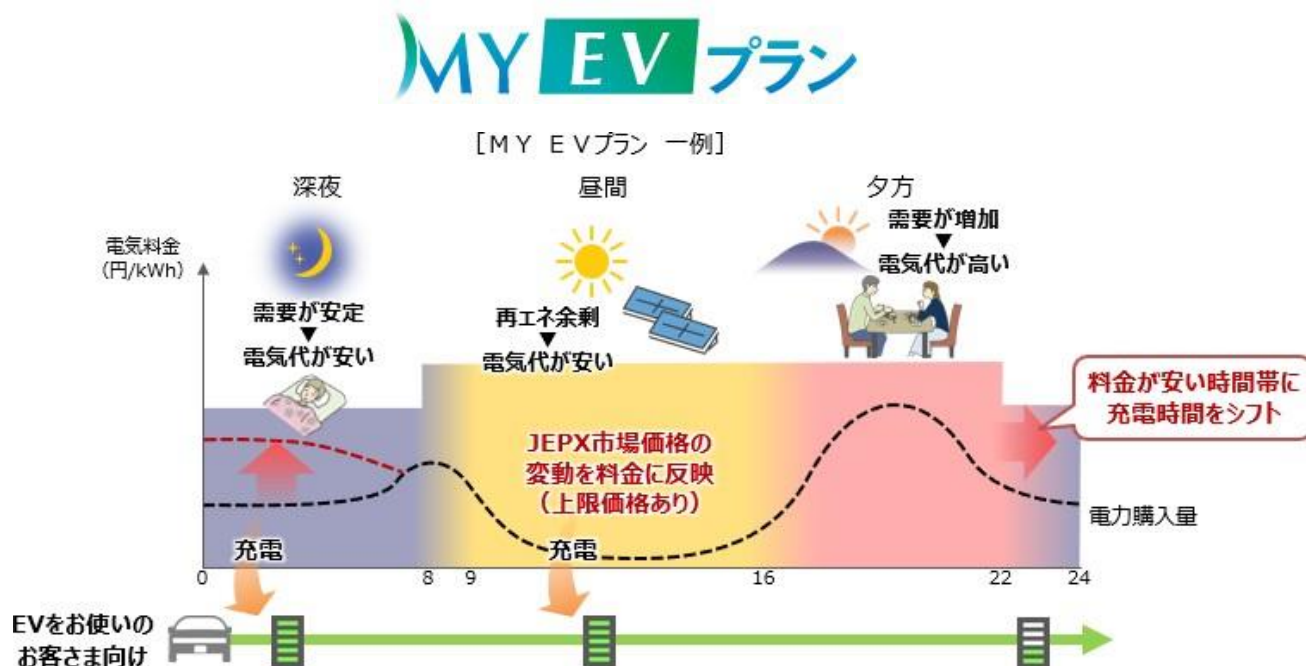 MY EVプラン
[MY EVプラン 一例]
深夜
昼間
夕方
電気料金
（円/kWh）
需要が安定
▼
電気代が安い
再エネ余剰
▼
電気代が安い
需要が増加
▼
電気代が高い
料金が安い時間帯に
充電時間をシフト
JEPX市場価格の
変動を料金に反映
（上限価格あり）
電力購入量
充電
充電
0 8 9 16 22 24
EVをお使いの
お客さま向け